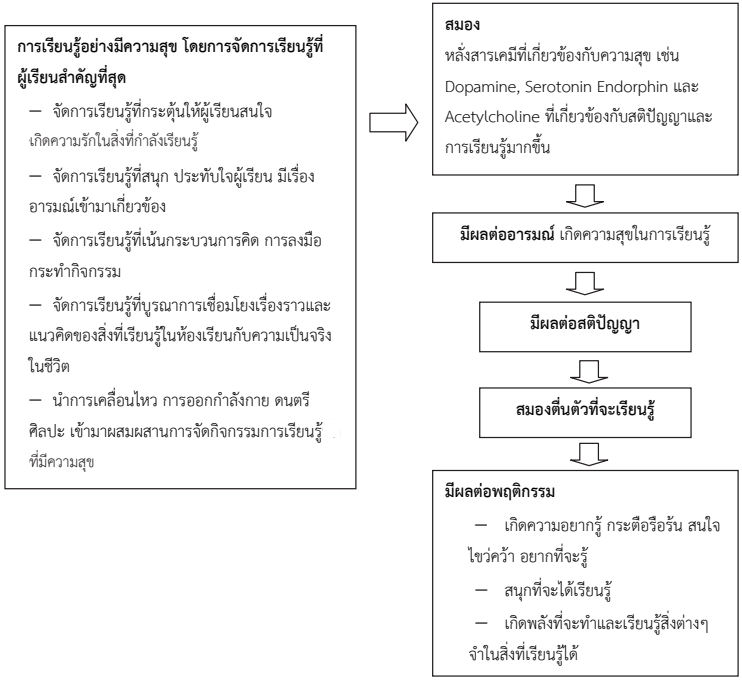 การเรียนรู้อย่างมีความสุข โดยการจัดการเรียนรู้ที่
ผู้เรียนสำคัญที่สุด
— จัดการเรียนรู้ที่กระตุ้นให้ผู้เรียนสนใจ
เกิดความรักในสิ่งที่กำลังเรียนรู้
— จัดการเรียนรู้ที่สนุก ประทับใจผู้เรียน มีเรื่อง
อารมณ์เข้ามาเกี่ยวข้อง
— จัดการเรียนรู้ที่เน้นกระบวนการคิด การลงมือ
กระทำกิจกรรม
— จัดการเรียนรู้ที่บูรณาการเชื่อมโยงเรื่องราวและ
แนวคิดของสิ่งที่เรียนรู้ในห้องเรียนกับความเป็นจริง
ในชีวิต
— นำการเคลื่อนไหว การออกกำลังกาย ดนตรี
ศิลปะ เข้ามาผสมผสานการจัดกิจกรรมการเรียนรู้
ที่มีความสุข
สมอง
หลั่งสารเคมีที่เกี่ยวข้องกับความสุข เช่น
Dopamine, Serotonin Endorphin และ
Acetylcholine ที่เกี่ยวข้องกับสติปัญญาและ
การเรียนรู้มากขึ้น
มีผลต่ออารมณ์ เกิดความสุขในการเรียนรู้
มีผลต่อสติปัญญา
สมองตื่นตัวที่จะเรียนรู้
มีผลต่อพฤติกรรม
— เกิดความอยากรู้ กระตือรือร้น สนใจ
ไขว่คว้า อยากที่จะรู้
— สนุกที่จะได้เรียนรู้
— เกิดพลังที่จะทำและเรียนรู้สิ่งต่างๆ
จำในสิ่งที่เรียนรู้ได้